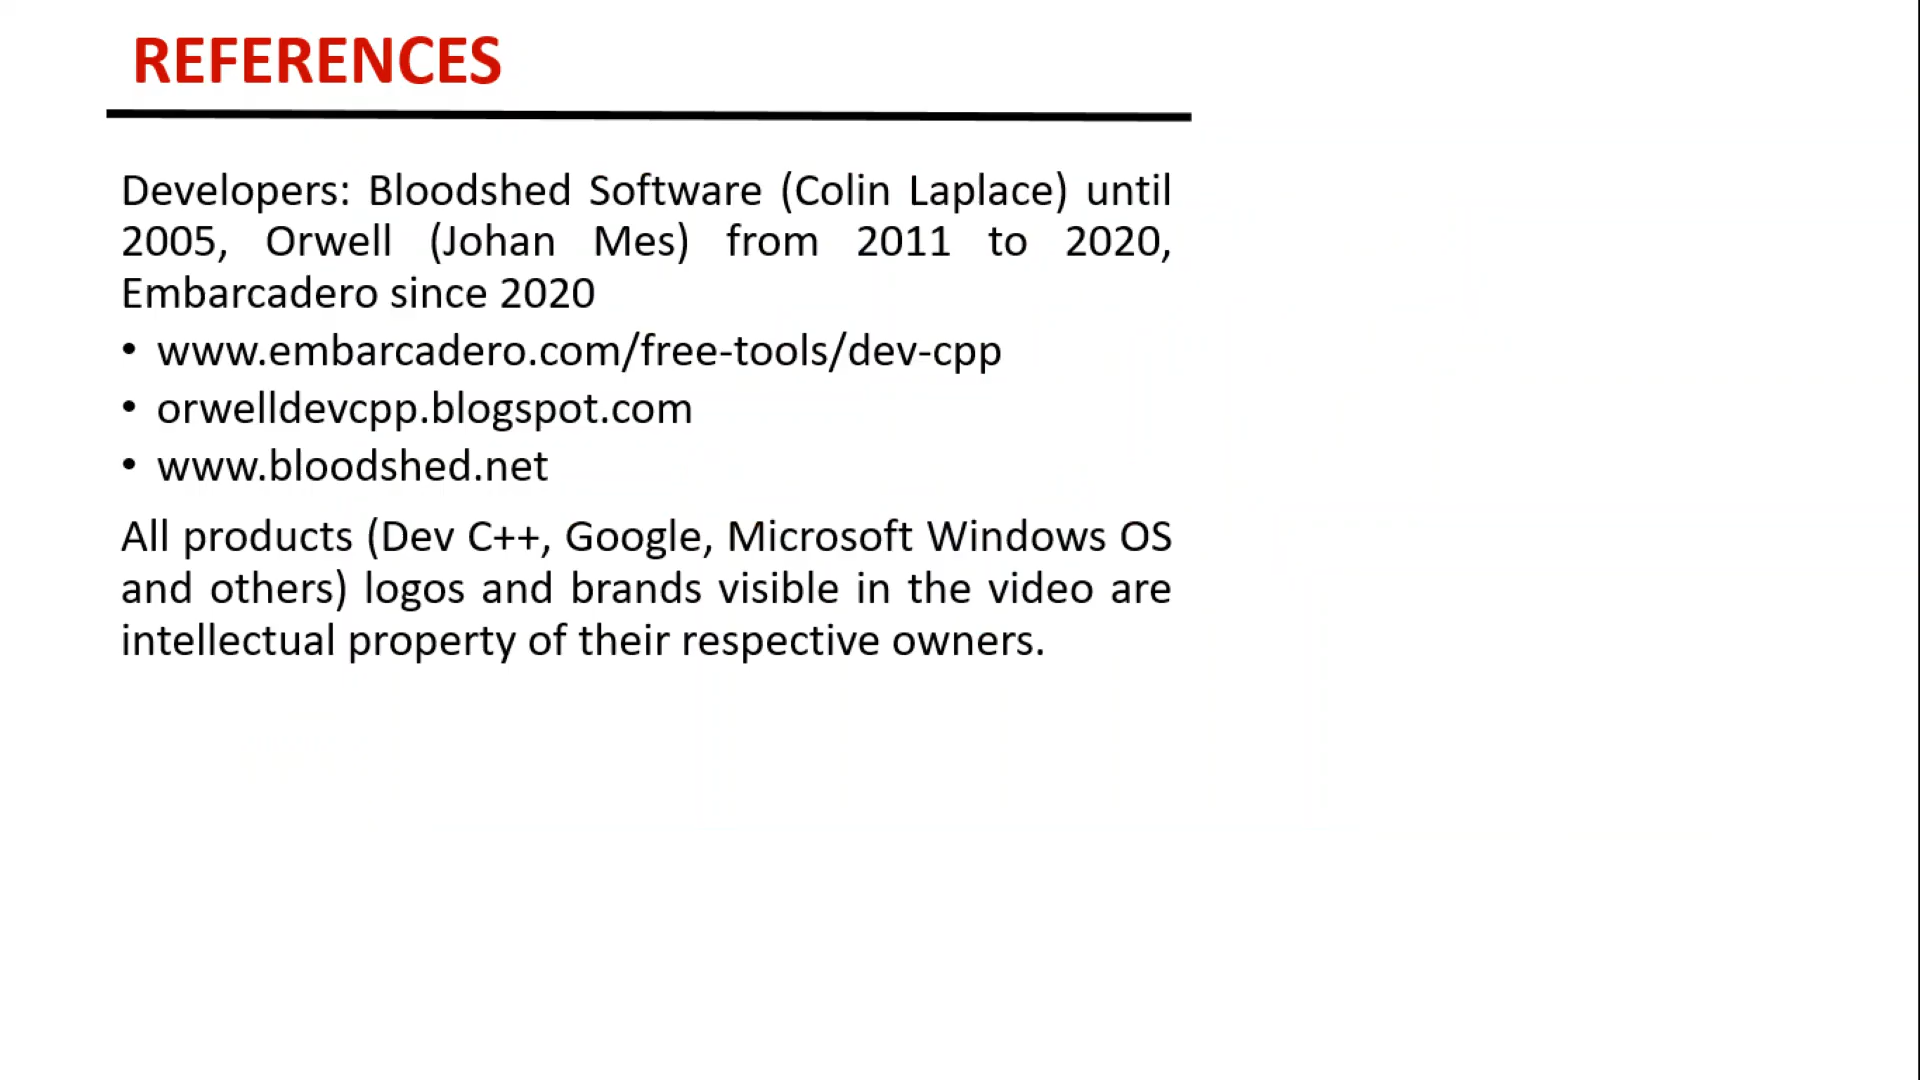 REFERENCES
Developers: Bloodshed Software (Colin Laplace) until
2005, Orwell (Johan Mes) from 2011 to 2020,
Embarcadero since 2020
• www.embarcadero.com/free-tools/dev-cpp
• orwelldevcpp.blogspot.com
• www.bloodshed.net
All products (Dev C++, Google, Microsoft Windows OS
and others) logos and brands visible in the video are
intellectual property of their respective owners.